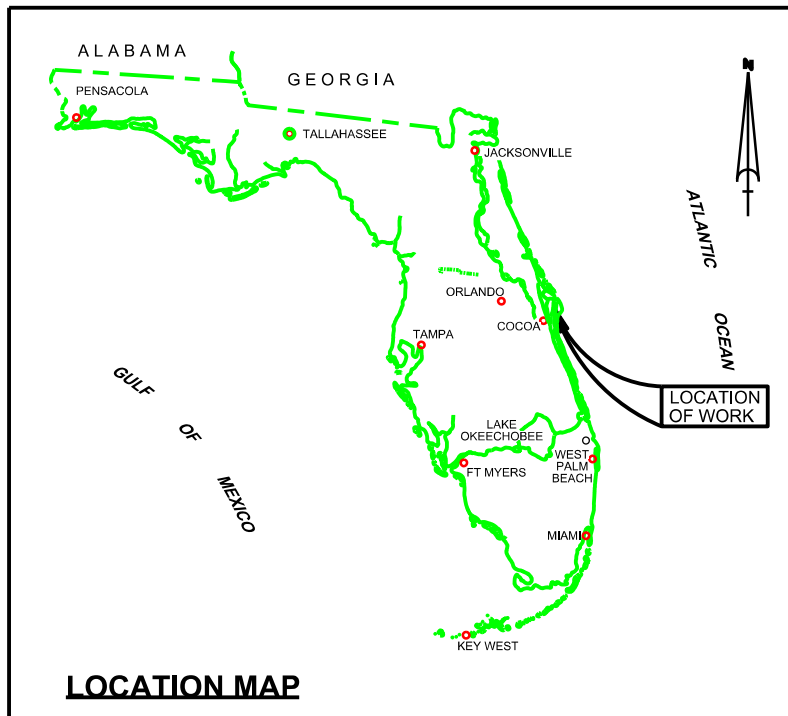 ALABAMA
GEORGIA
N
PENSACOLA
TALLAHASSEE
JACKSONVILLE
ATLANTIC
OCEAN
ORLANDO
COCOA
TAMPA
GULF
OF
MEXICO
LOCATION
OF WORK
LAKE
OKEECHOBEE
WEST
PALM
BEACH
FT MYERS
MIAMI
KEY WEST
LOCATION MAP